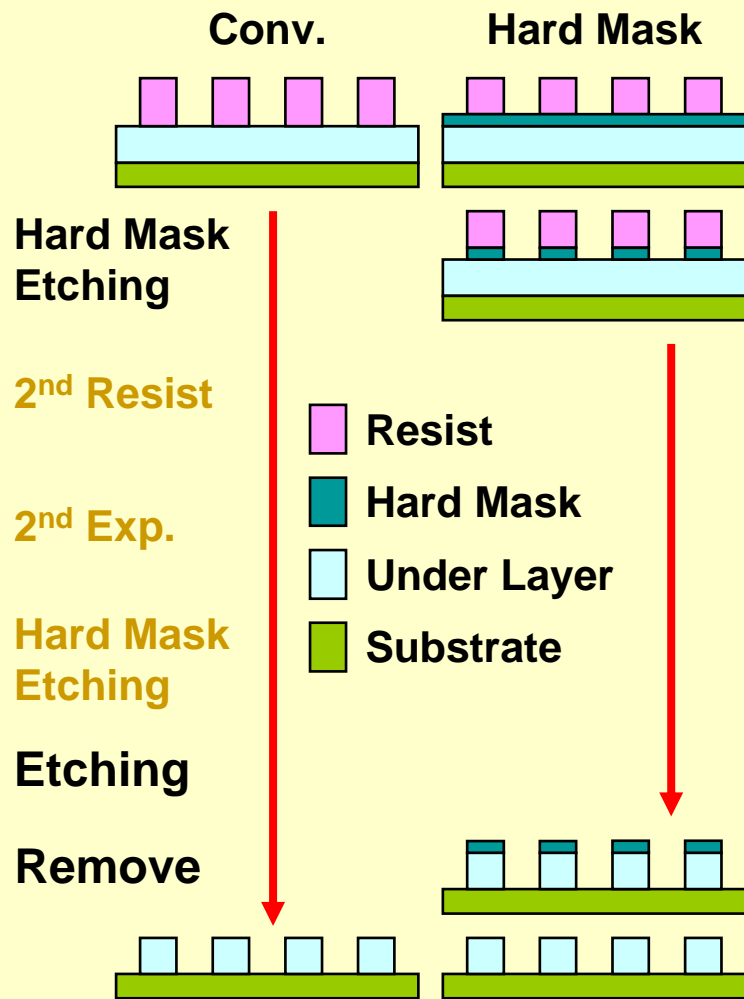 Conv.
Hard Mask
Hard Mask
Etching
2nd Resist
Resist
Hard Mask
2nd Exp.
Under Layer
Hard Mask
Etching
Substrate
Etching
Remove